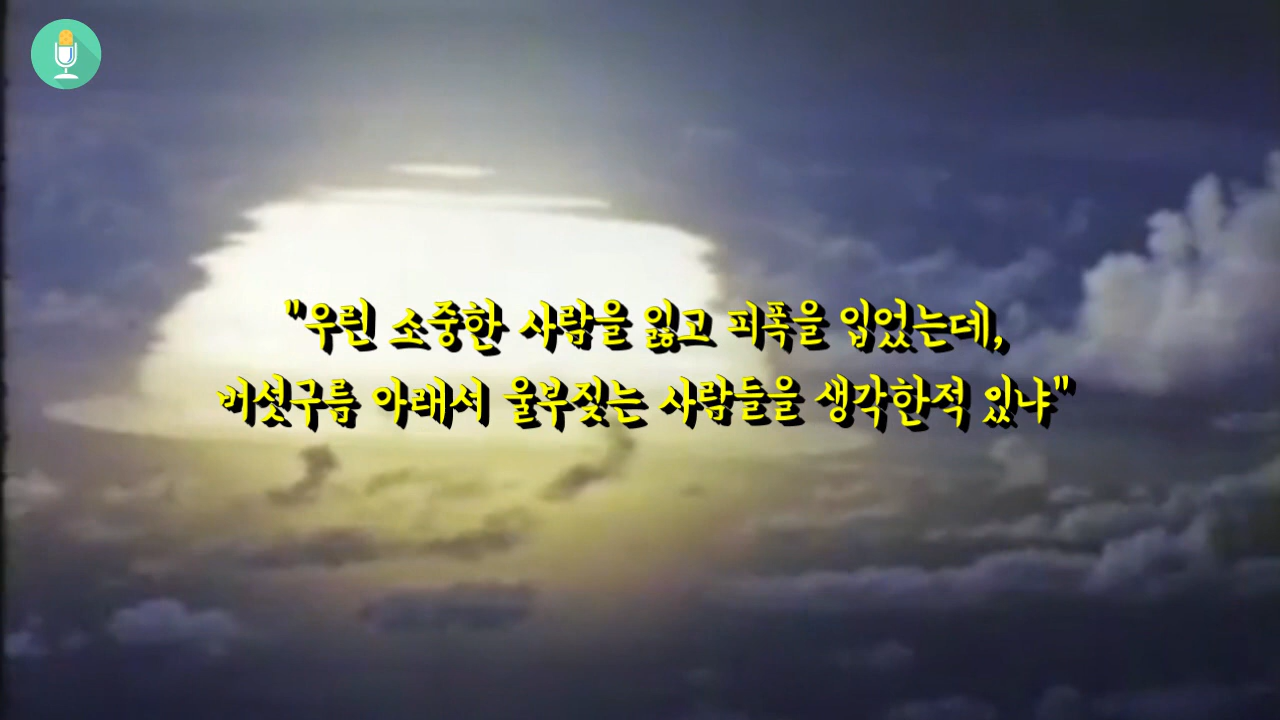 "우린 소중한 사람을 잃고 피폭을 입었는데,
버섯구름 아래서 울부짖는 사람들을 생각한적 있냐"